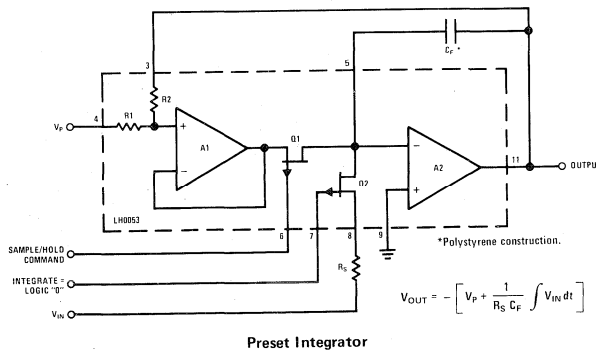 C_F *
3
5
R2
4
R1
Q1
V_P
+
A1
−
−
A2
+
11
OUTPUT
Q2
LH0053
6
7
8
9
*Polystyrene construction.
SAMPLE/HOLD
COMMAND
R_S
INTEGRATE =
LOGIC "0"
V_IN
V_OUT = − [ V_P + 1 / (R_S C_F) ∫ V_IN dt ]
Preset Integrator